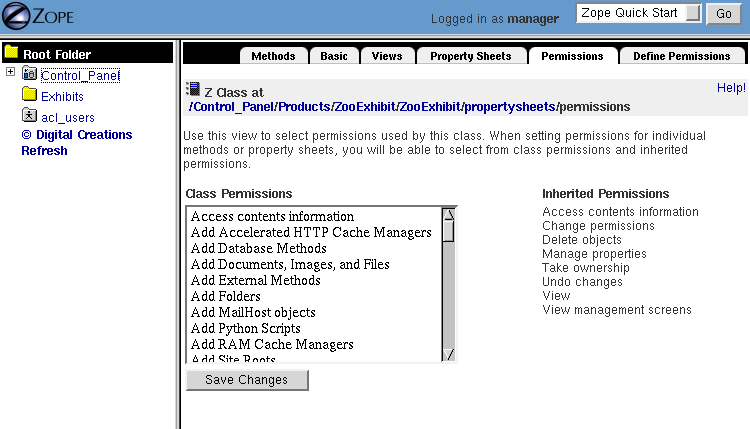 ZOPE
Logged in as manager
Zope Quick Start
Go
Root Folder
Control_Panel
Exhibits
acl_users
© Digital Creations
Refresh
Methods
Basic
Views
Property Sheets
Permissions
Define Permissions
Z Class at
Help!
/Control_Panel/Products/ZooExhibit/ZooExhibit/propertysheets/permissions
Use this view to select permissions used by this class. When setting permissions for individual
methods or property sheets, you will be able to select from class permissions and inherited
permissions.
Class Permissions
Access contents information
Add Accelerated HTTP Cache Managers
Add Database Methods
Add Documents, Images, and Files
Add External Methods
Add Folders
Add MailHost objects
Add Python Scripts
Add RAM Cache Managers
Add Site Roots
Save Changes
Inherited Permissions
Access contents information
Change permissions
Delete objects
Manage properties
Take ownership
Undo changes
View
View management screens